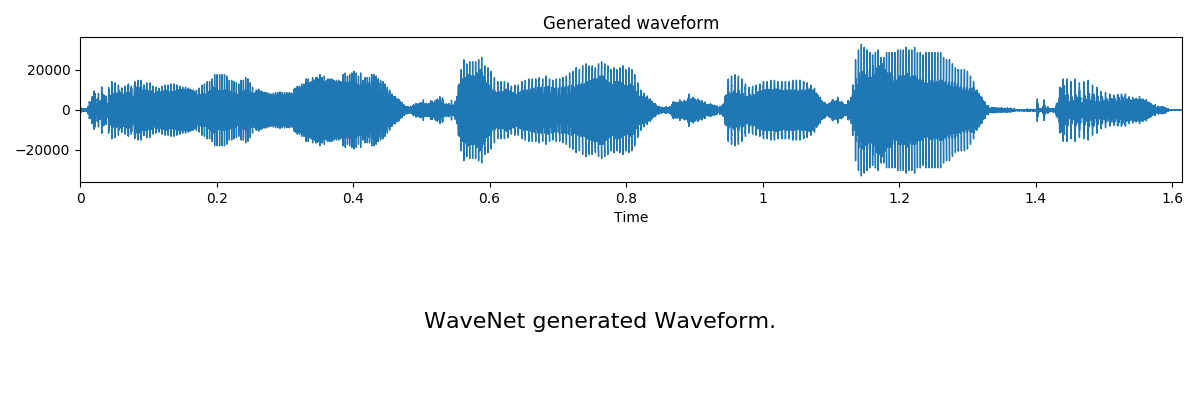 Generated waveform
20000
0
−20000
0 0.2 0.4 0.6 0.8 1 1.2 1.4 1.6
Time
WaveNet generated Waveform.